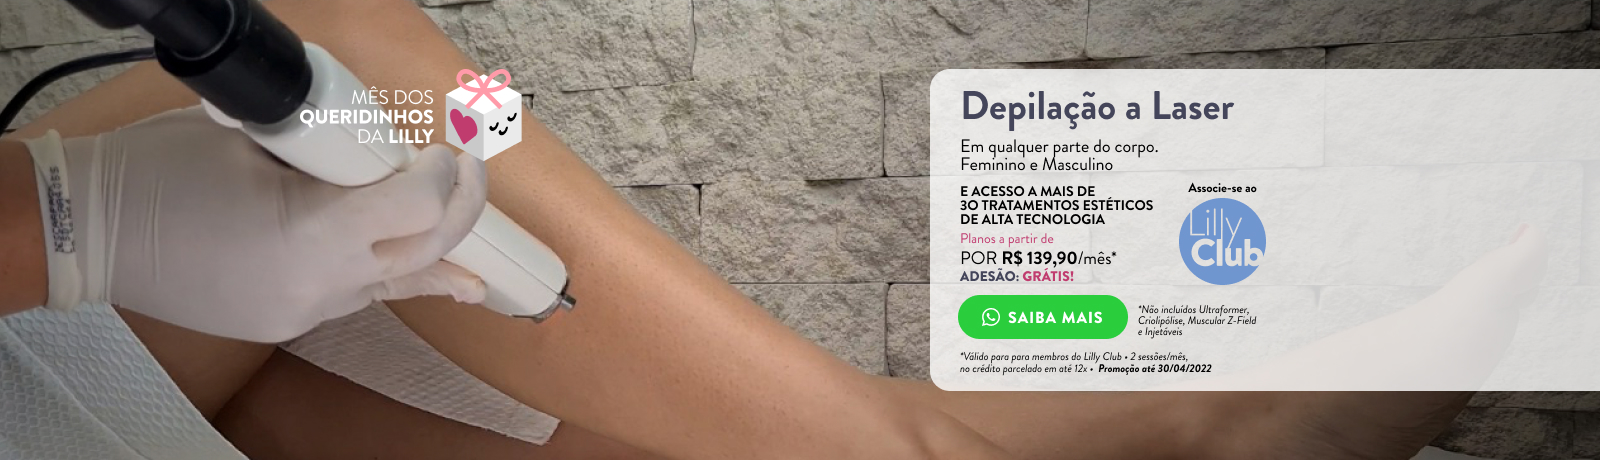 MÊS DOS
QUERIDINHOS
DA LILLY
Depilação a Laser
Em qualquer parte do corpo.
Feminino e Masculino
E ACESSO A MAIS DE
30 TRATAMENTOS ESTÉTICOS
DE ALTA TECNOLOGIA
Planos a partir de
POR R$ 139,90/mês*
ADESÃO: GRÁTIS!
Associe-se ao
Lilly
Club
SAIBA MAIS
*Não incluídos Ultraformer,
Criolipólise, Muscular Z-Field
e Injetáveis
*Válido para para membros do Lilly Club • 2 sessões/mês,
no crédito parcelado em até 12x • Promoção até 30/04/2022